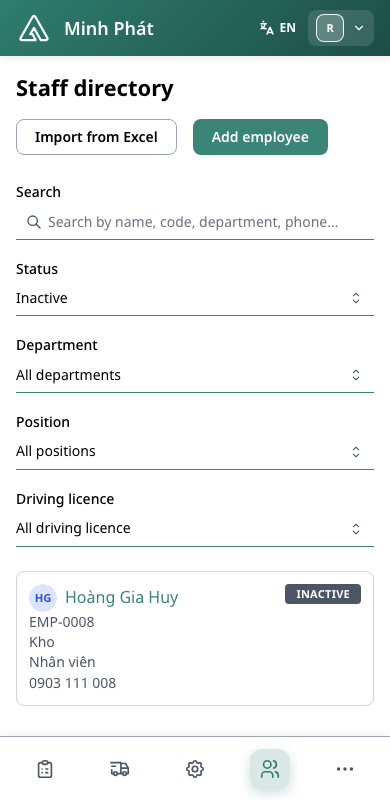 Minh Phát
EN
R
Staff directory
Import from Excel
Add employee
Search
Search by name, code, department, phone...
Status
Inactive
Department
All departments
Position
All positions
Driving licence
All driving licence
HG
Hoàng Gia Huy
INACTIVE
EMP-0008
Kho
Nhân viên
0903 111 008